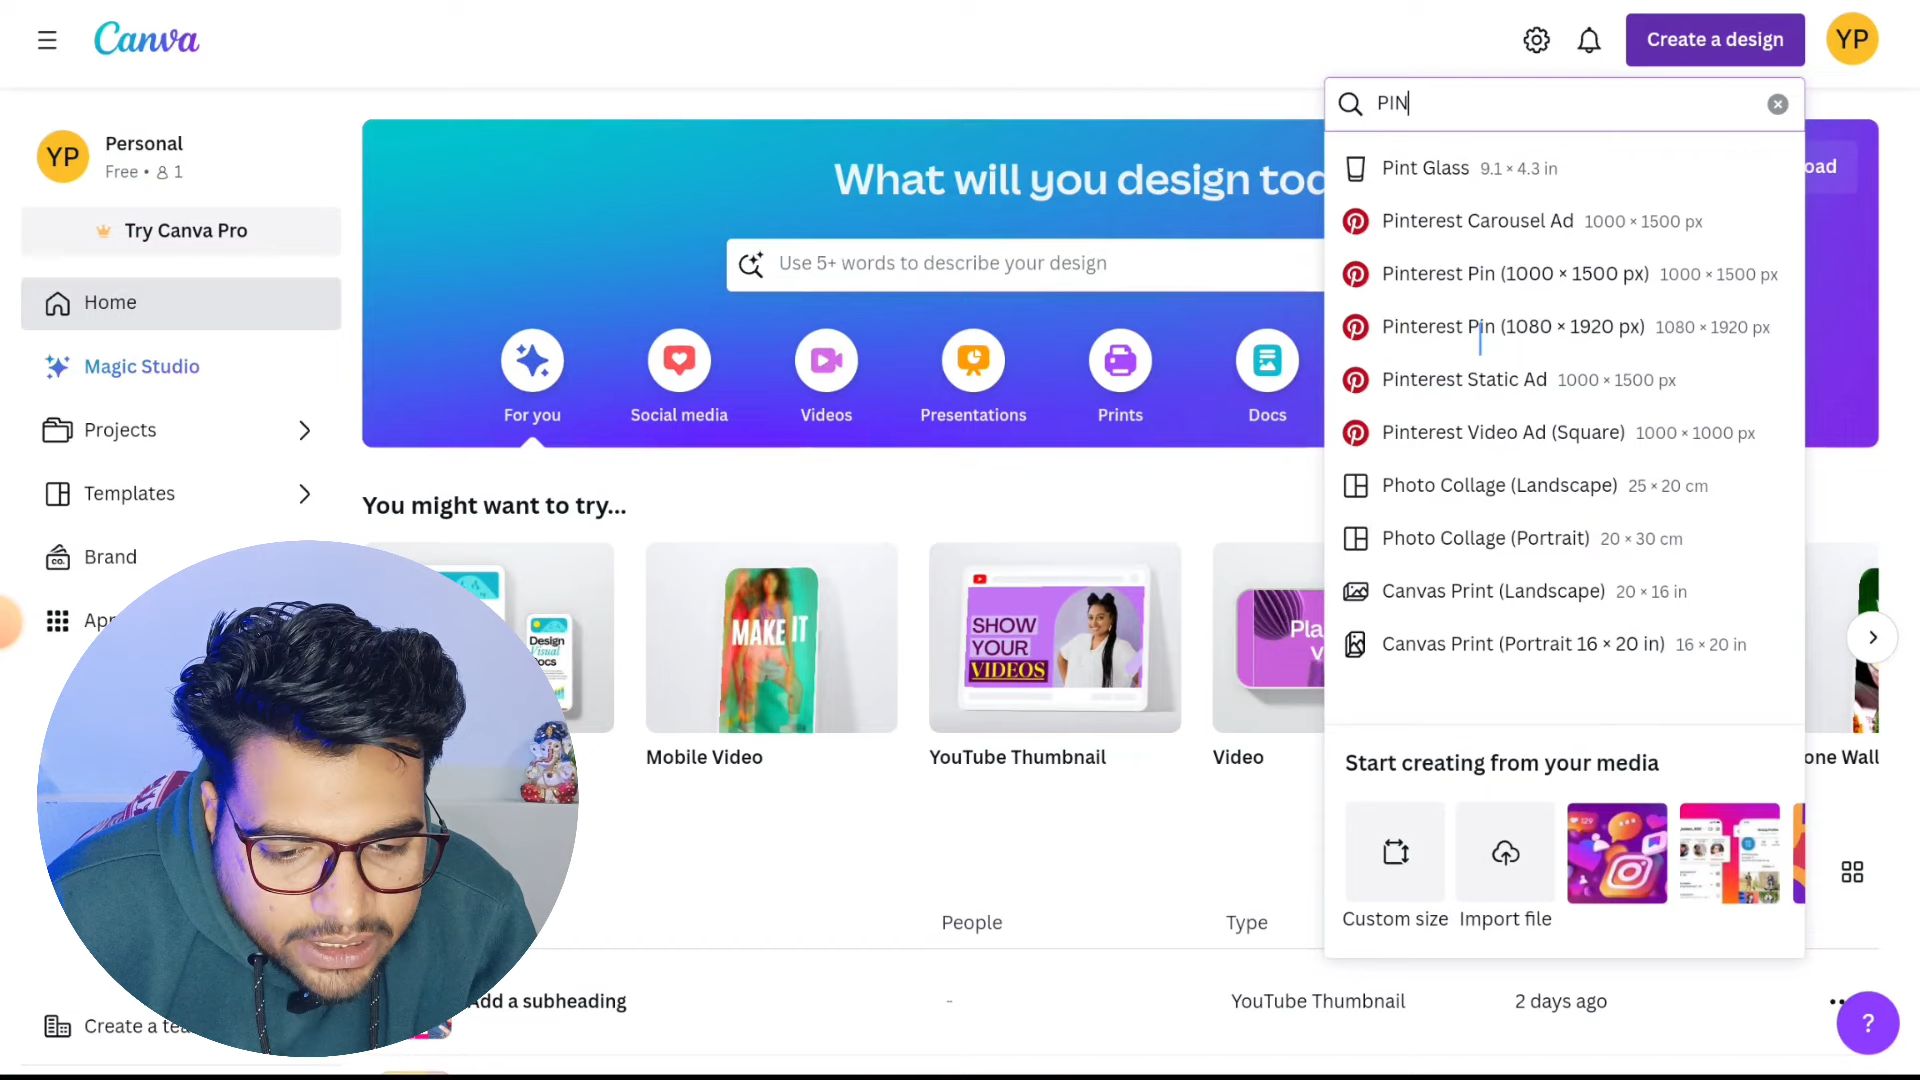 Canva
Create a design
YP
PIN
Personal
Free • 1
YP
Try Canva Pro
Home
Magic Studio
Projects
Templates
Brand
What will you design tod
oad
Use 5+ words to describe your design
For you
Social media
Videos
Presentations
Prints
Docs
Pint Glass 9.1 × 4.3 in
Pinterest Carousel Ad 1000 × 1500 px
Pinterest Pin (1000 × 1500 px) 1000 × 1500 px
Pinterest Pin (1080 × 1920 px) 1080 × 1920 px
Pinterest Static Ad 1000 × 1500 px
Pinterest Video Ad (Square) 1000 × 1000 px
Photo Collage (Landscape) 25 × 20 cm
Photo Collage (Portrait) 20 × 30 cm
Canvas Print (Landscape) 20 × 16 in
Canvas Print (Portrait 16 × 20 in) 16 × 20 in
You might want to try...
Design
Visual
Docs
MAKE IT
SHOW
YOUR
VIDEOS
Pla
Mobile Video
YouTube Thumbnail
Video
one Wall
Start creating from your media
Custom size
Import file
People
Type
Add a subheading
-
YouTube Thumbnail
2 days ago
Create a tea
?